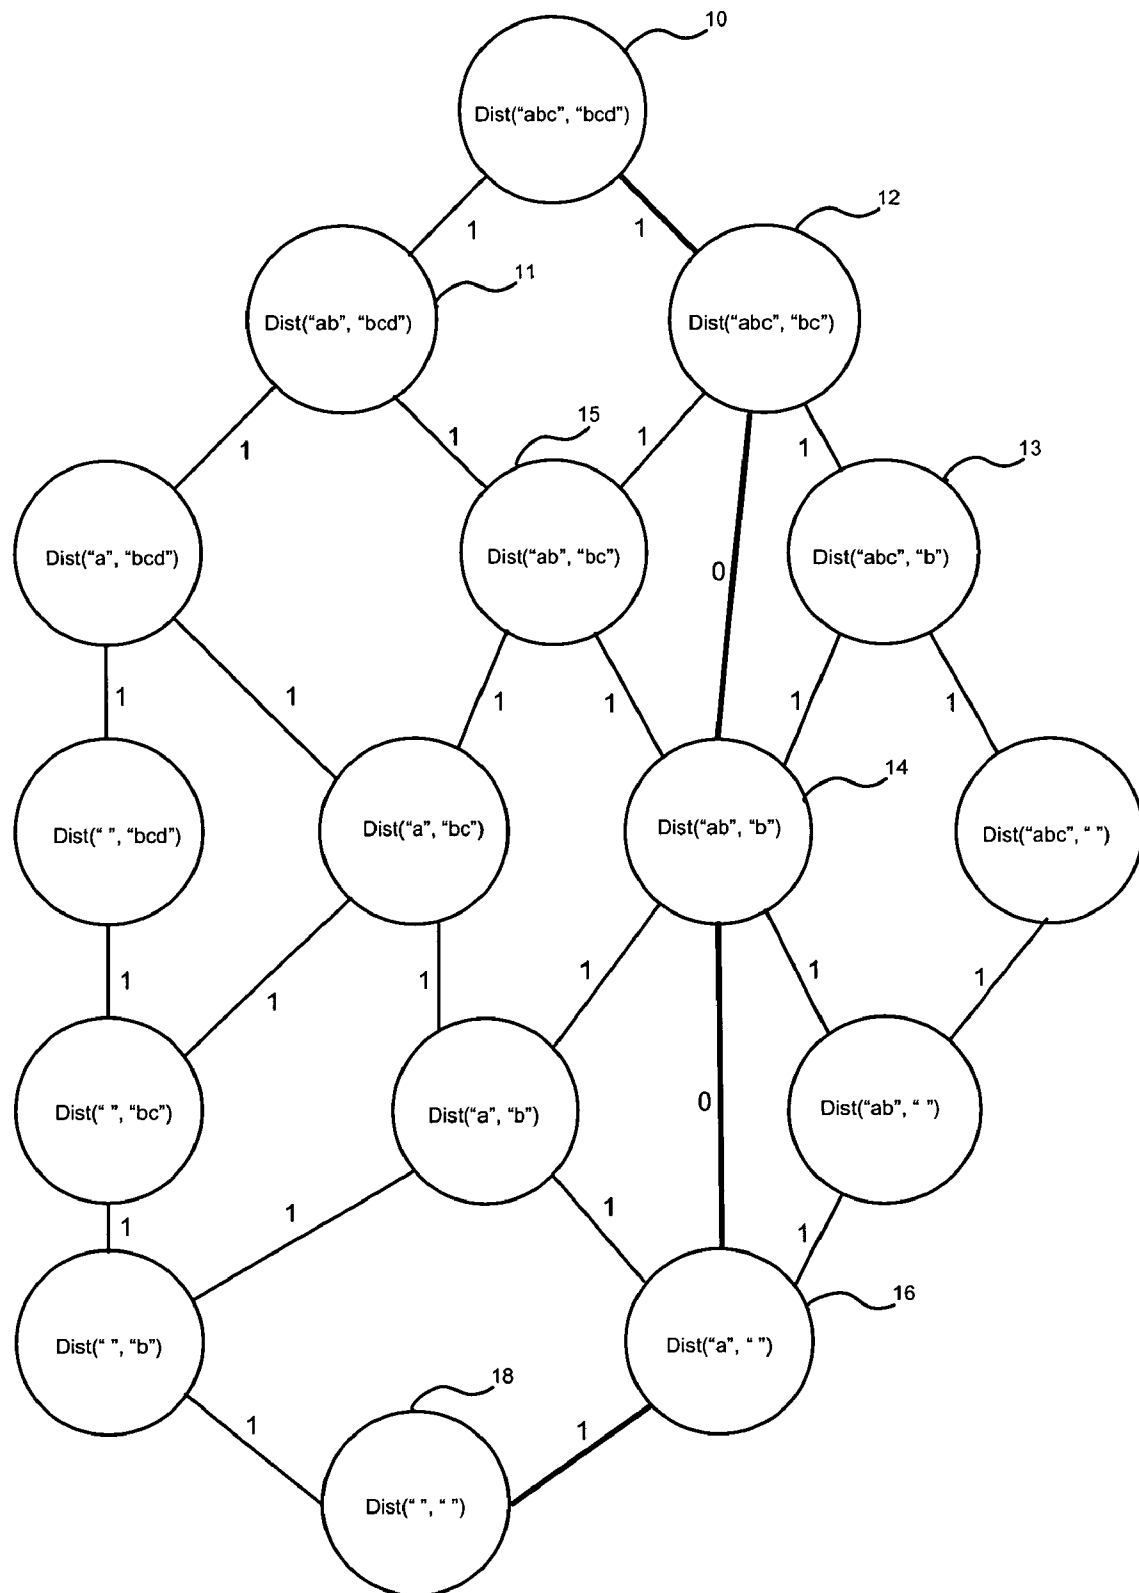 10
Dist(“abc”, “bcd”)
1
1
12
11
Dist(“ab”, “bcd”)
Dist(“abc”, “bc”)
1
1
15
1
1
13
Dist(“a”, “bcd”)
Dist(“ab”, “bc”)
0
Dist(“abc”, “b”)
1
1
1
1
1
1
14
Dist(“ ”, “bcd”)
Dist(“a”, “bc”)
Dist(“ab”, “b”)
Dist(“abc”, “ ”)
1
1
1
1
1
1
Dist(“ ”, “bc”)
Dist(“a”, “b”)
0
Dist(“ab”, “ ”)
1
1
1
1
16
Dist(“ ”, “b”)
Dist(“a”, “ ”)
18
1
1
Dist(“ ”, “ ”)